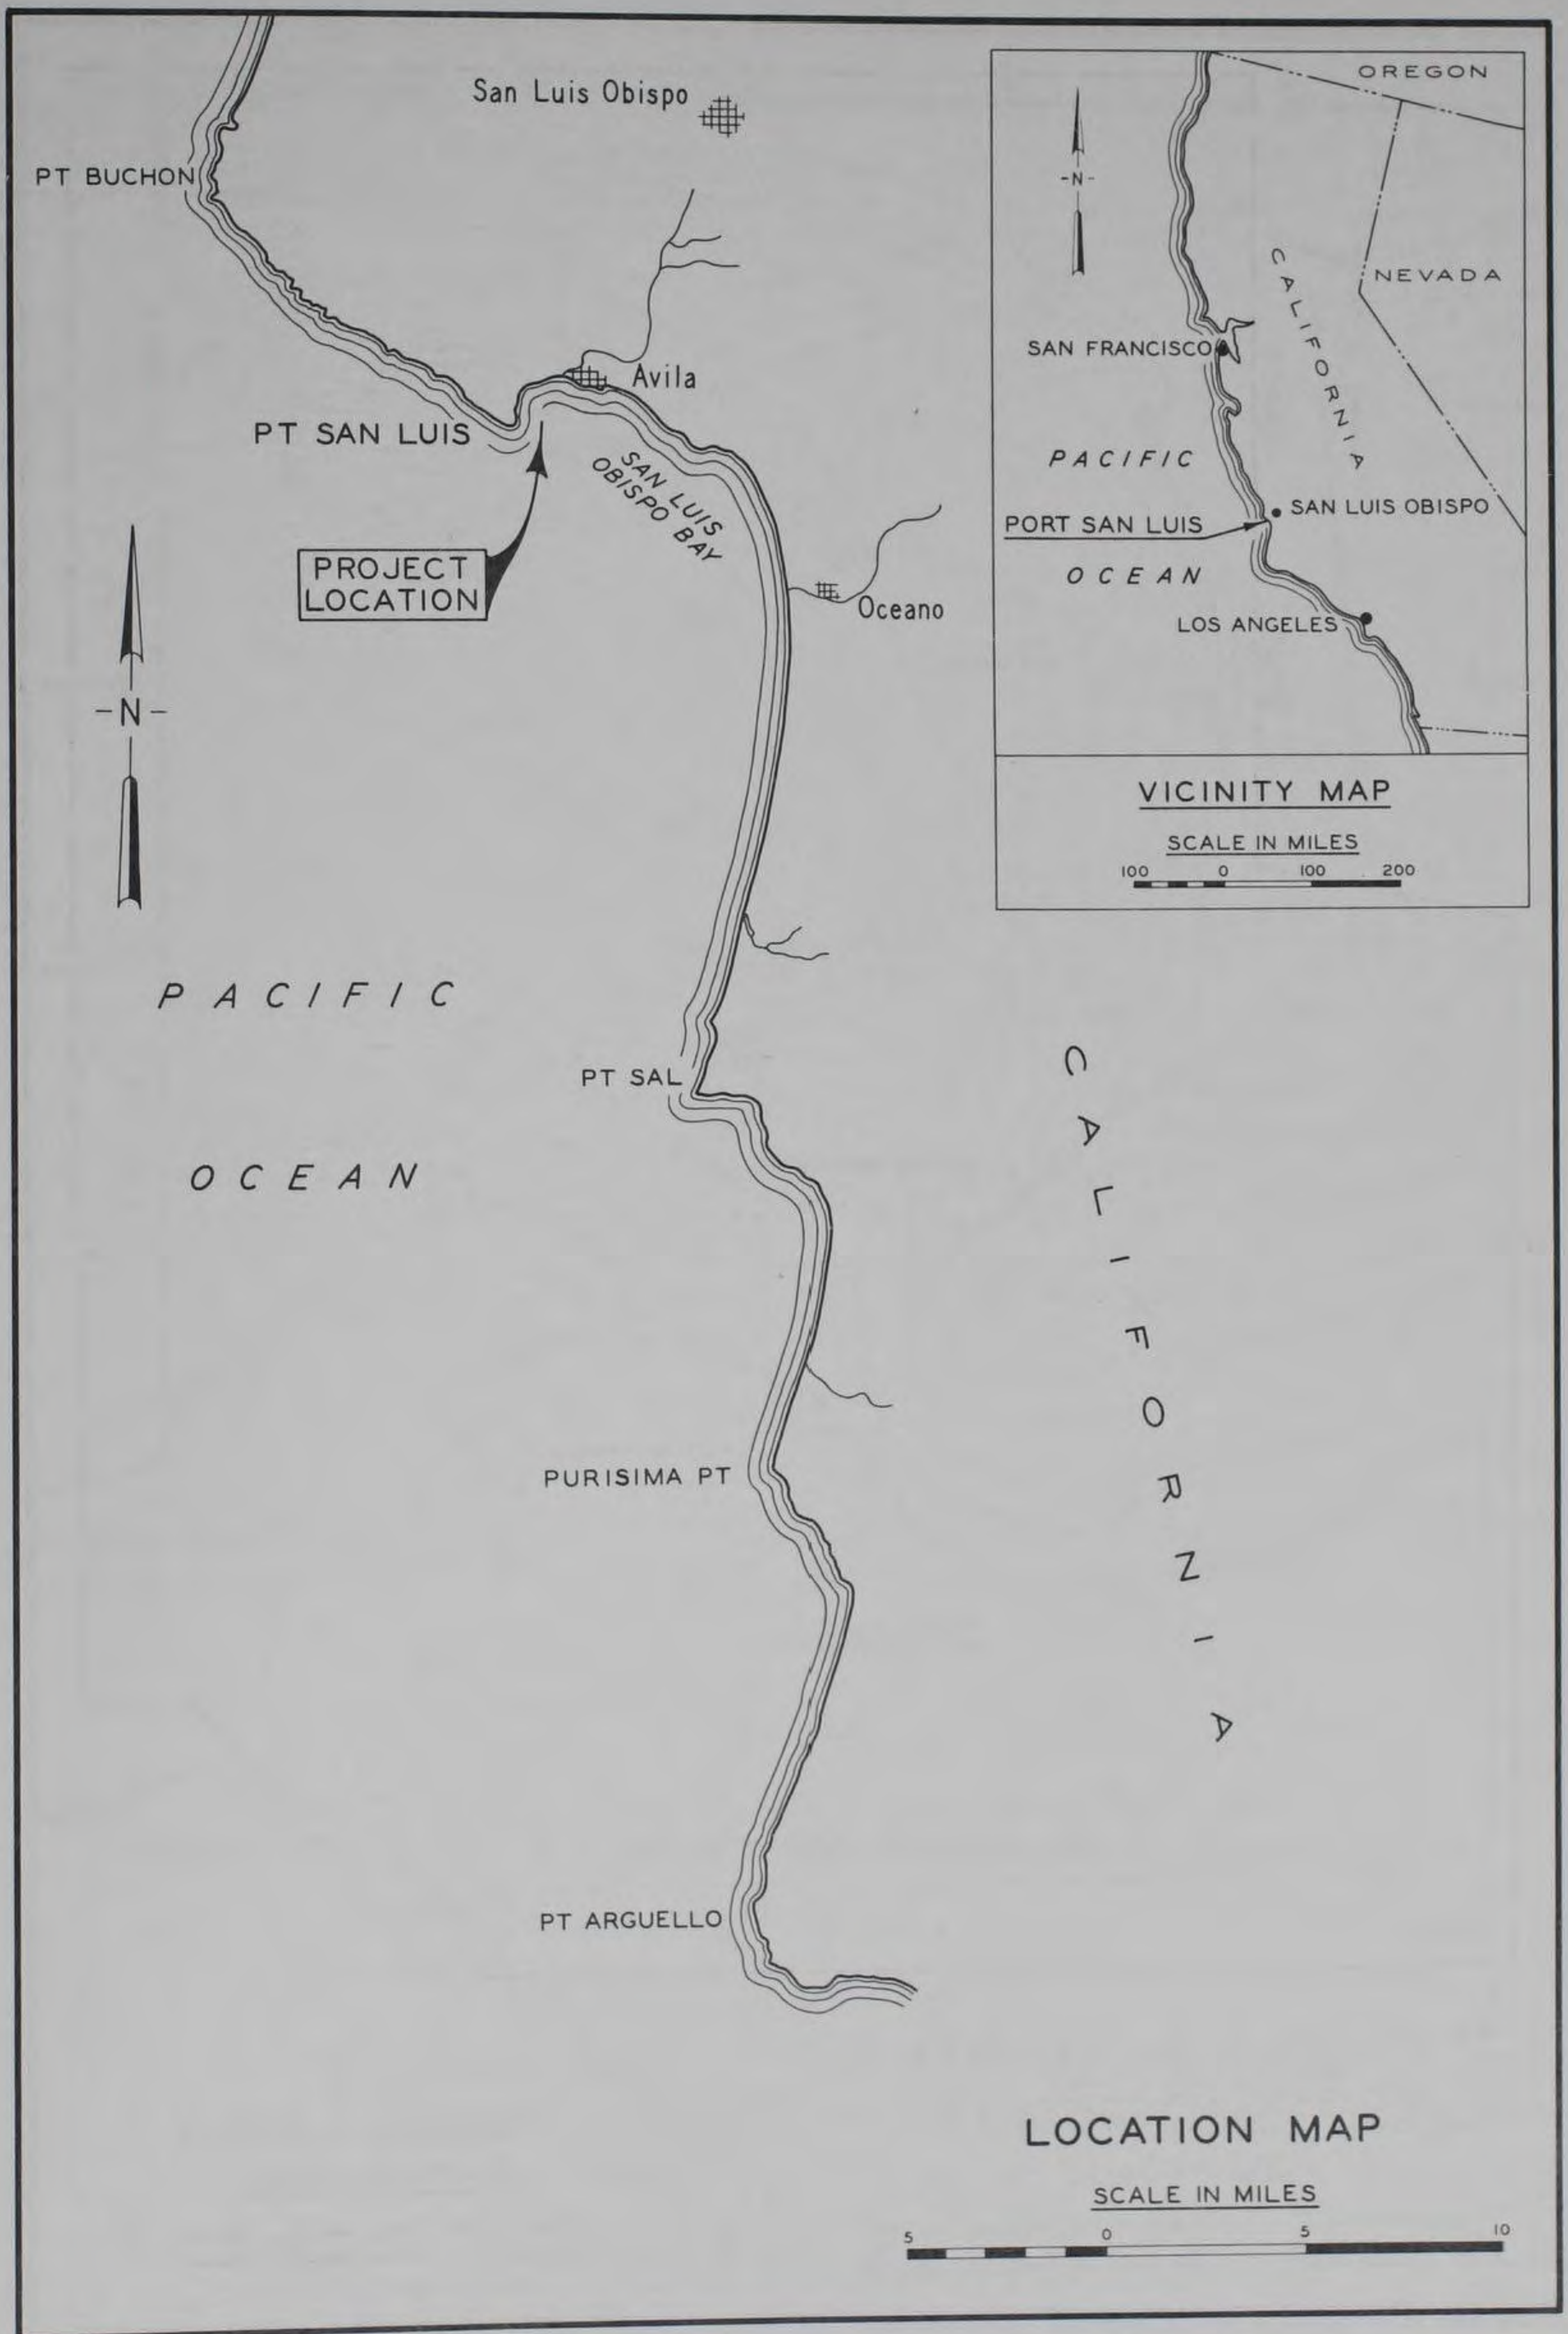 San Luis Obispo
PT BUCHON
Avila
PT SAN LUIS
SAN LUIS
OBISPO BAY
PROJECT
LOCATION
Oceano
-N-
PACIFIC
OCEAN
PT SAL
CALIFORNIA
PURISIMA PT
PT ARGUELLO
OREGON
-N-
NEVADA
CALIFORNIA
SAN FRANCISCO
PACIFIC
SAN LUIS OBISPO
PORT SAN LUIS
OCEAN
LOS ANGELES
VICINITY MAP
SCALE IN MILES
100 0 100 200
LOCATION MAP
SCALE IN MILES
5 0 5 10